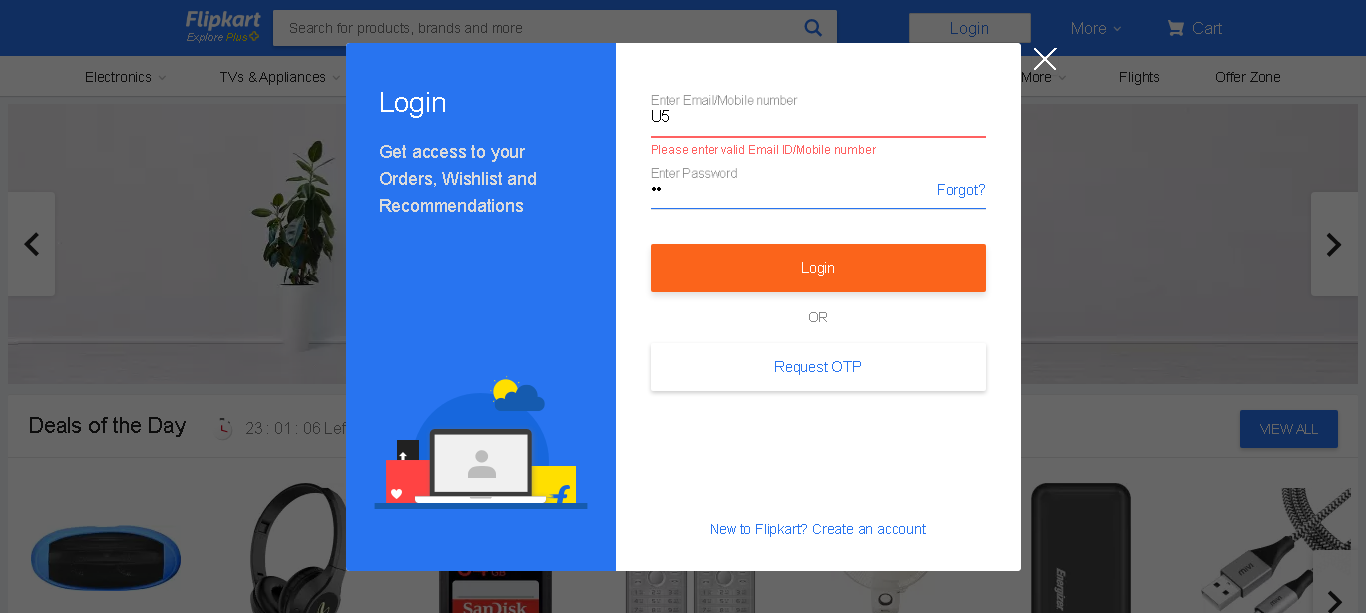 Flipkart
Explore Plus
Search for products, brands and more
Login
More
Cart
Electronics
TVs & Appliances
More
Flights
Offer Zone
Login
Get access to your
Orders, Wishlist and
Recommendations
Enter Email/Mobile number
U5
Please enter valid Email ID/Mobile number
Enter Password
Forgot?
Login
OR
Request OTP
New to Flipkart? Create an account
Deals of the Day
23 : 01 : 06 Lef
VIEW ALL
SanDisk
Energizer